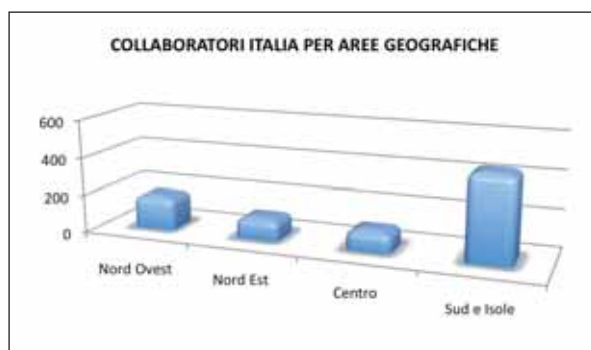 COLLABORATORI ITALIA PER AREE GEOGRAFICHE
600
400
200
0
Nord Ovest
Nord Est
Centro
Sud e Isole